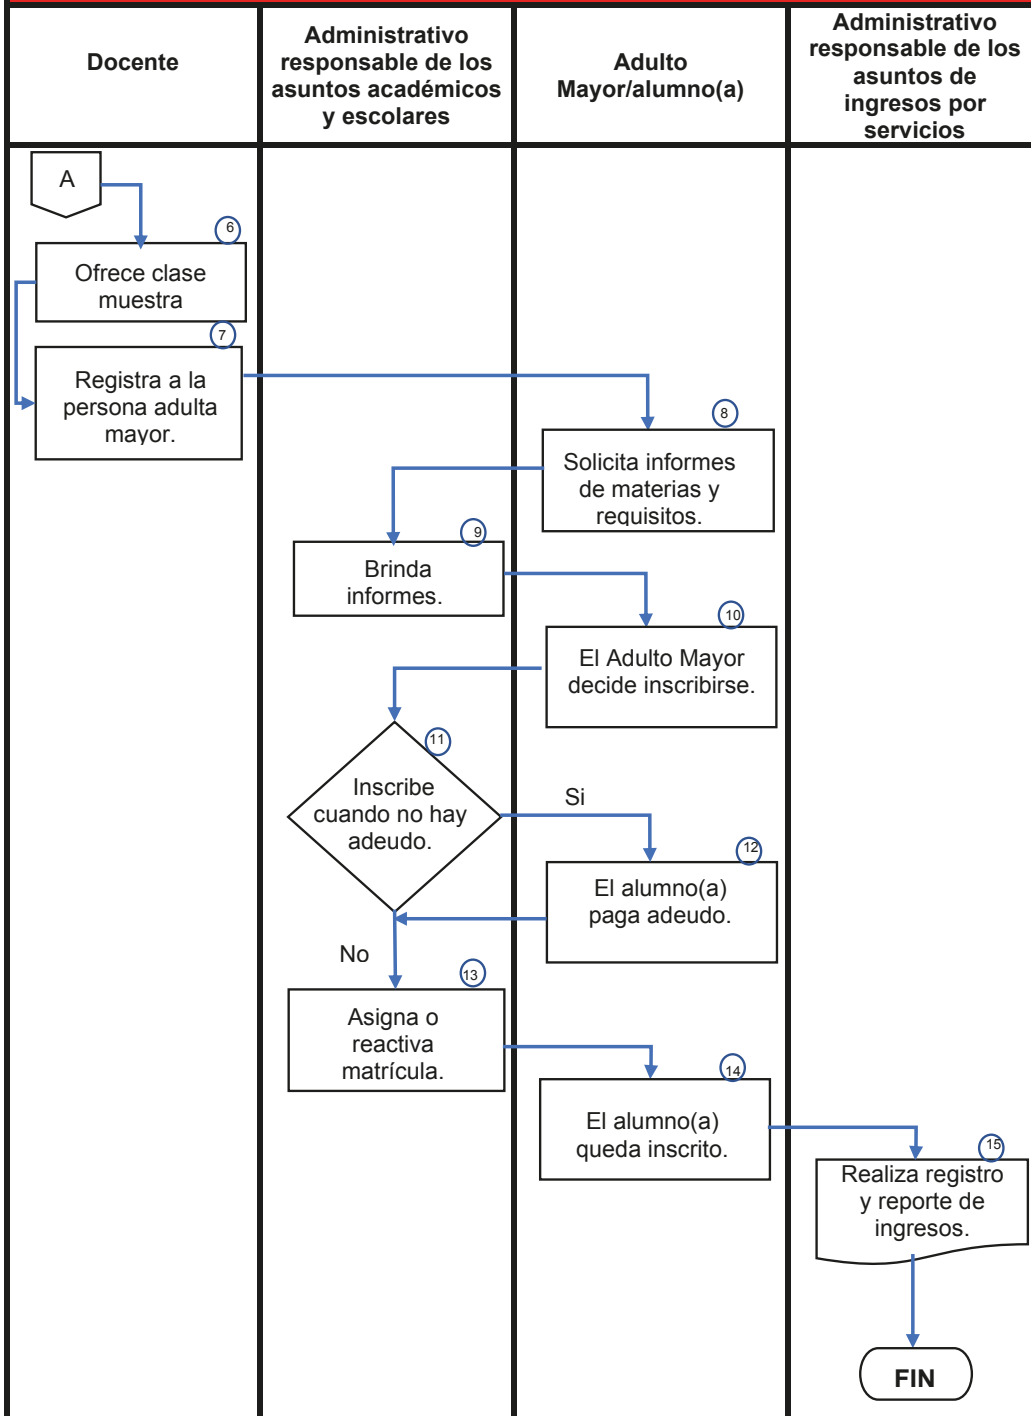 Docente
Administrativo
responsable de los
asuntos académicos
y escolares
Adulto
Mayor/alumno(a)
Administrativo
responsable de los
asuntos de
ingresos por
servicios
A
6
Ofrece clase
muestra
7
Registra a la
persona adulta
mayor.
8
Solicita informes
de materias y
requisitos.
9
Brinda
informes.
10
El Adulto Mayor
decide inscribirse.
11
Inscribe
cuando no hay
adeudo.
Si
12
El alumno(a)
paga adeudo.
No
13
Asigna o
reactiva
matrícula.
14
El alumno(a)
queda inscrito.
15
Realiza registro
y reporte de
ingresos.
FIN